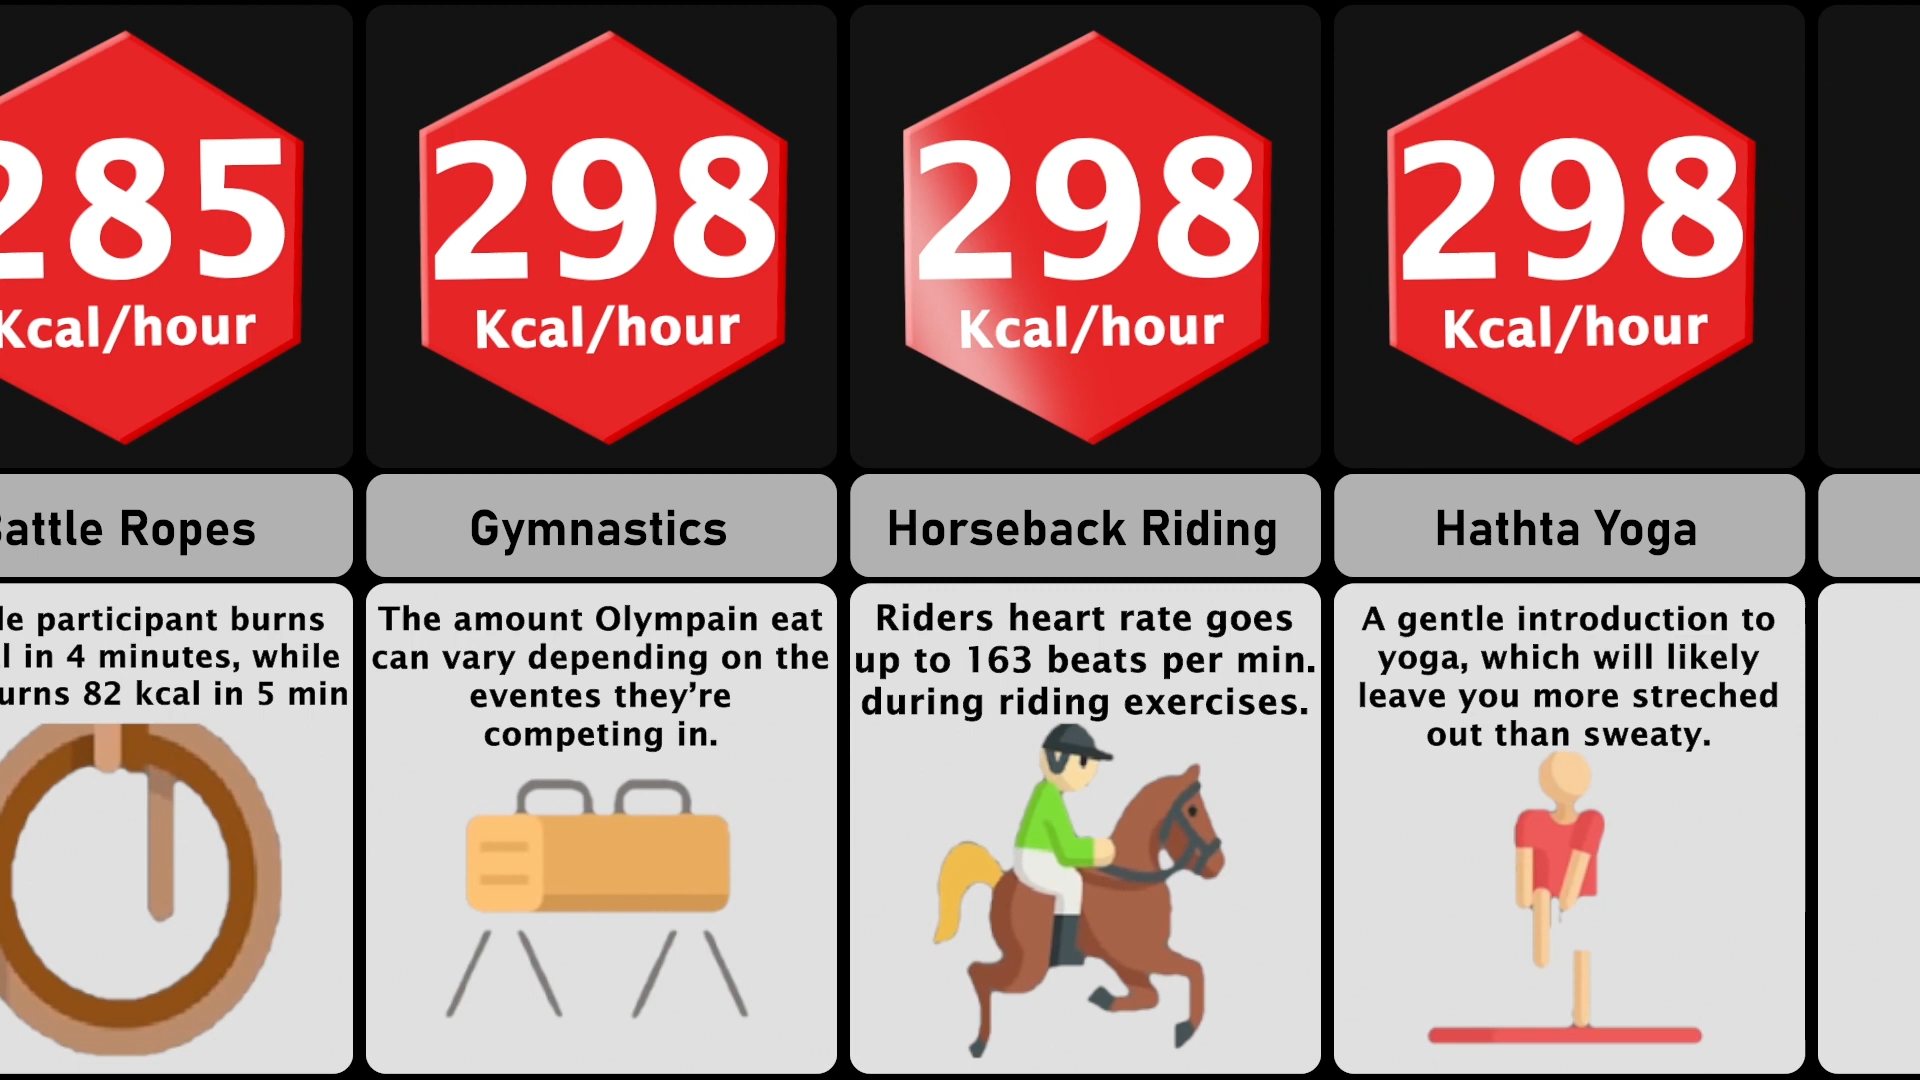 285
Kcal/hour
Battle Ropes
participant burns
in 4 minutes, while
burns 82 kcal in 5 min
298
Kcal/hour
Gymnastics
The amount Olympain eat
can vary depending on the
eventes they're
competing in.
298
Kcal/hour
Horseback Riding
Riders heart rate goes
up to 163 beats per min.
during riding exercises.
298
Kcal/hour
Hathta Yoga
A gentle introduction to
yoga, which will likely
leave you more streched
out than sweaty.